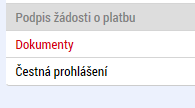 Podpis žádosti o platbu
Dokumenty
Čestná prohlášení